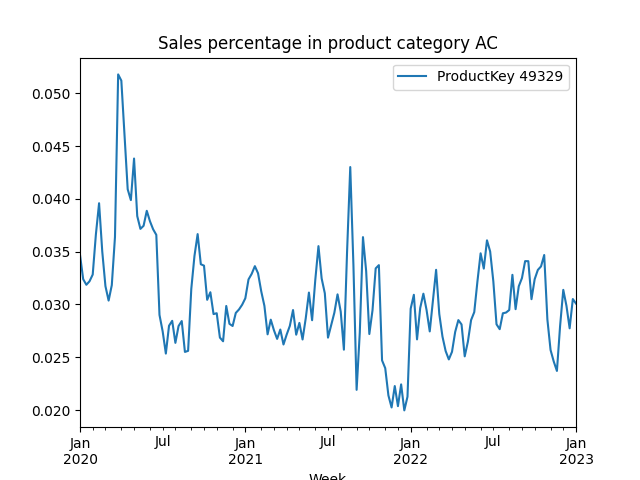 Sales percentage in product category AC
ProductKey 49329
0.050
0.045
0.040
0.035
0.030
0.025
0.020
Jan Jul Jan Jul Jan Jul Jan
2020 2021 2022 2023
Week